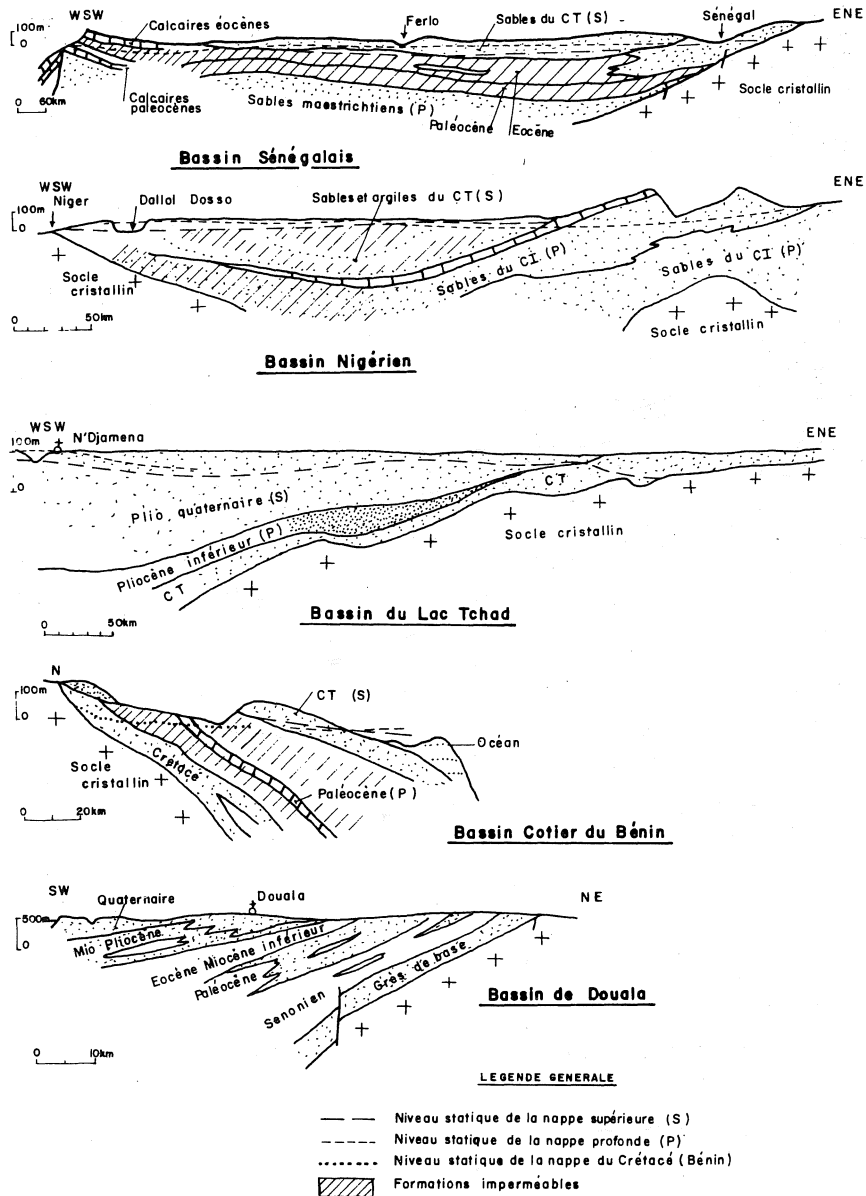 WSW
Calcaires éocènes
Ferlo
Sables du CT (S)
Sénégal
ENE
100m
0
0 60km
Calcaires paleocènes
Sables maestrichtiens (P)
Paléocène
Eocène
Socle cristallin
Bassin Sénégalais
WSW
Niger
Dallol Dosso
Sables et argiles du CT (S)
ENE
100m
0
Socle cristallin
Sables du CI (P)
Sables du CI (P)
Socle cristallin
0 50km
Bassin Nigérien
WSW
N'Djamena
ENE
100m
0
Plio quaternaire (S)
CT
Pliocène inférieur (P)
CT
Socle cristallin
Bassin du Lac Tchad
0 50km
N
100m
0
CT (S)
Océan
Crétacé
Socle cristallin
Paléocène (P)
0 20km
Bassin Cotier du Bénin
SW
Quaternaire
Douala
NE
500m
0
Mio Pliocène
Eocène Miocène inférieur
Paléocène
Senonien
Grès de base
Bassin de Douala
0 10km
LEGENDE GENERALE
Niveau statique de la nappe supérieure (S)
Niveau statique de la nappe profonde (P)
Niveau statique de la nappe du Crétacé (Bénin)
Formations imperméables